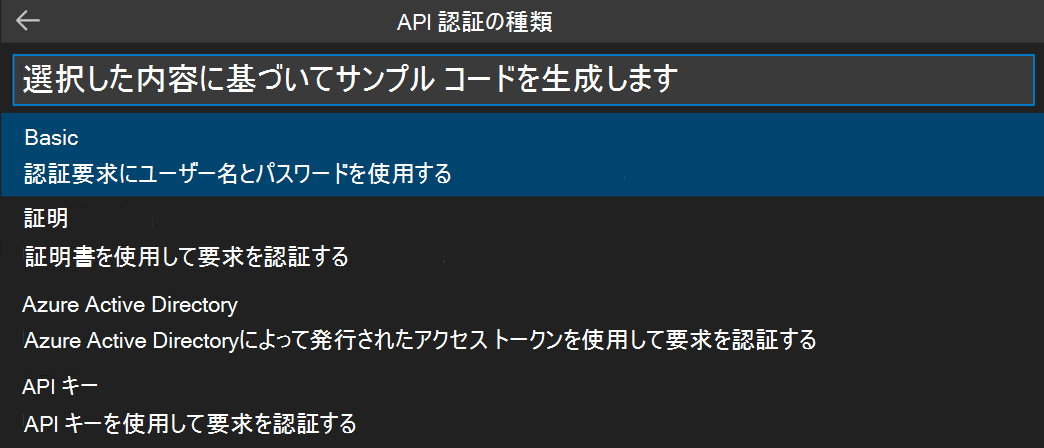 API 認証の種類
選択した内容に基づいてサンプル コードを生成します
Basic
認証要求にユーザー名とパスワードを使用する
証明
証明書を使用して要求を認証する
Azure Active Directory
Azure Active Directoryによって発行されたアクセス トークンを使用して要求を認証する
API キー
API キーを使用して要求を認証する